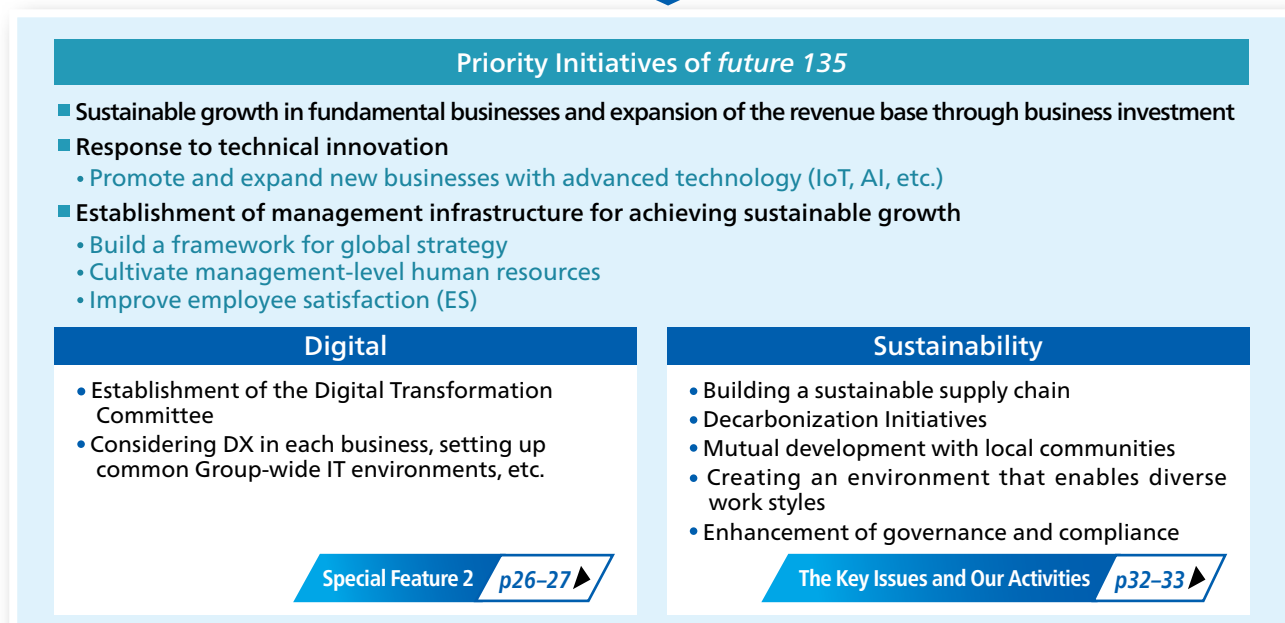 Priority Initiatives of future 135
■ Sustainable growth in fundamental businesses and expansion of the revenue base through business investment
■ Response to technical innovation
• Promote and expand new businesses with advanced technology (IoT, AI, etc.)
■ Establishment of management infrastructure for achieving sustainable growth
• Build a framework for global strategy
• Cultivate management-level human resources
• Improve employee satisfaction (ES)
Digital
• Establishment of the Digital Transformation
Committee
• Considering DX in each business, setting up
common Group-wide IT environments, etc.
Special Feature 2 p26–27 ▶
Sustainability
• Building a sustainable supply chain
• Decarbonization Initiatives
• Mutual development with local communities
• Creating an environment that enables diverse
work styles
• Enhancement of governance and compliance
The Key Issues and Our Activities p32–33 ▶